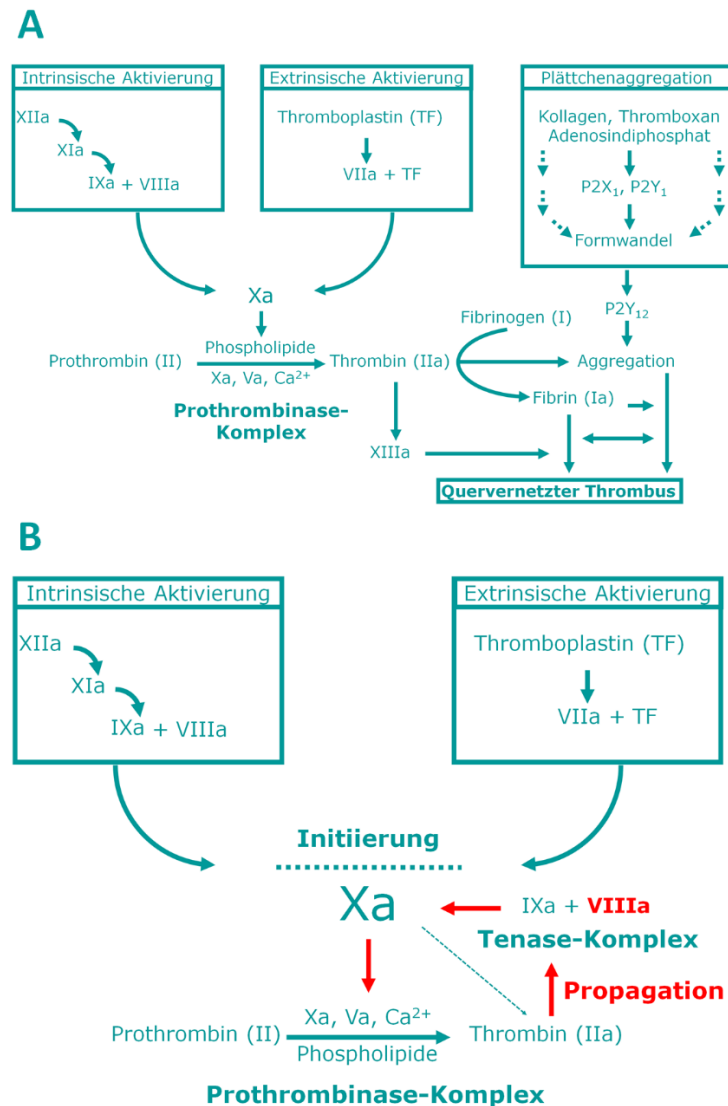 A
Intrinsische Aktivierung
XIIa
XIa
IXa + VIIIa
Extrinsische Aktivierung
Thromboplastin (TF)
VIIa + TF
Plättchenaggregation
Kollagen, Thromboxan
Adenosindiphosphat
P2X₁, P2Y₁
Formwandel
Xa
P2Y₁₂
Fibrinogen (I)
Prothrombin (II)
Phospholipide
Xa, Va, Ca²⁺
Thrombin (IIa)
Aggregation
Prothrombinase-
Komplex
Fibrin (Ia)
XIIIa
Quervernetzter Thrombus
B
Intrinsische Aktivierung
XIIa
XIa
IXa + VIIIa
Extrinsische Aktivierung
Thromboplastin (TF)
VIIa + TF
Initiierung
Xa
IXa + VIIIa
Tenase-Komplex
Propagation
Prothrombin (II)
Xa, Va, Ca²⁺
Phospholipide
Thrombin (IIa)
Prothrombinase-Komplex